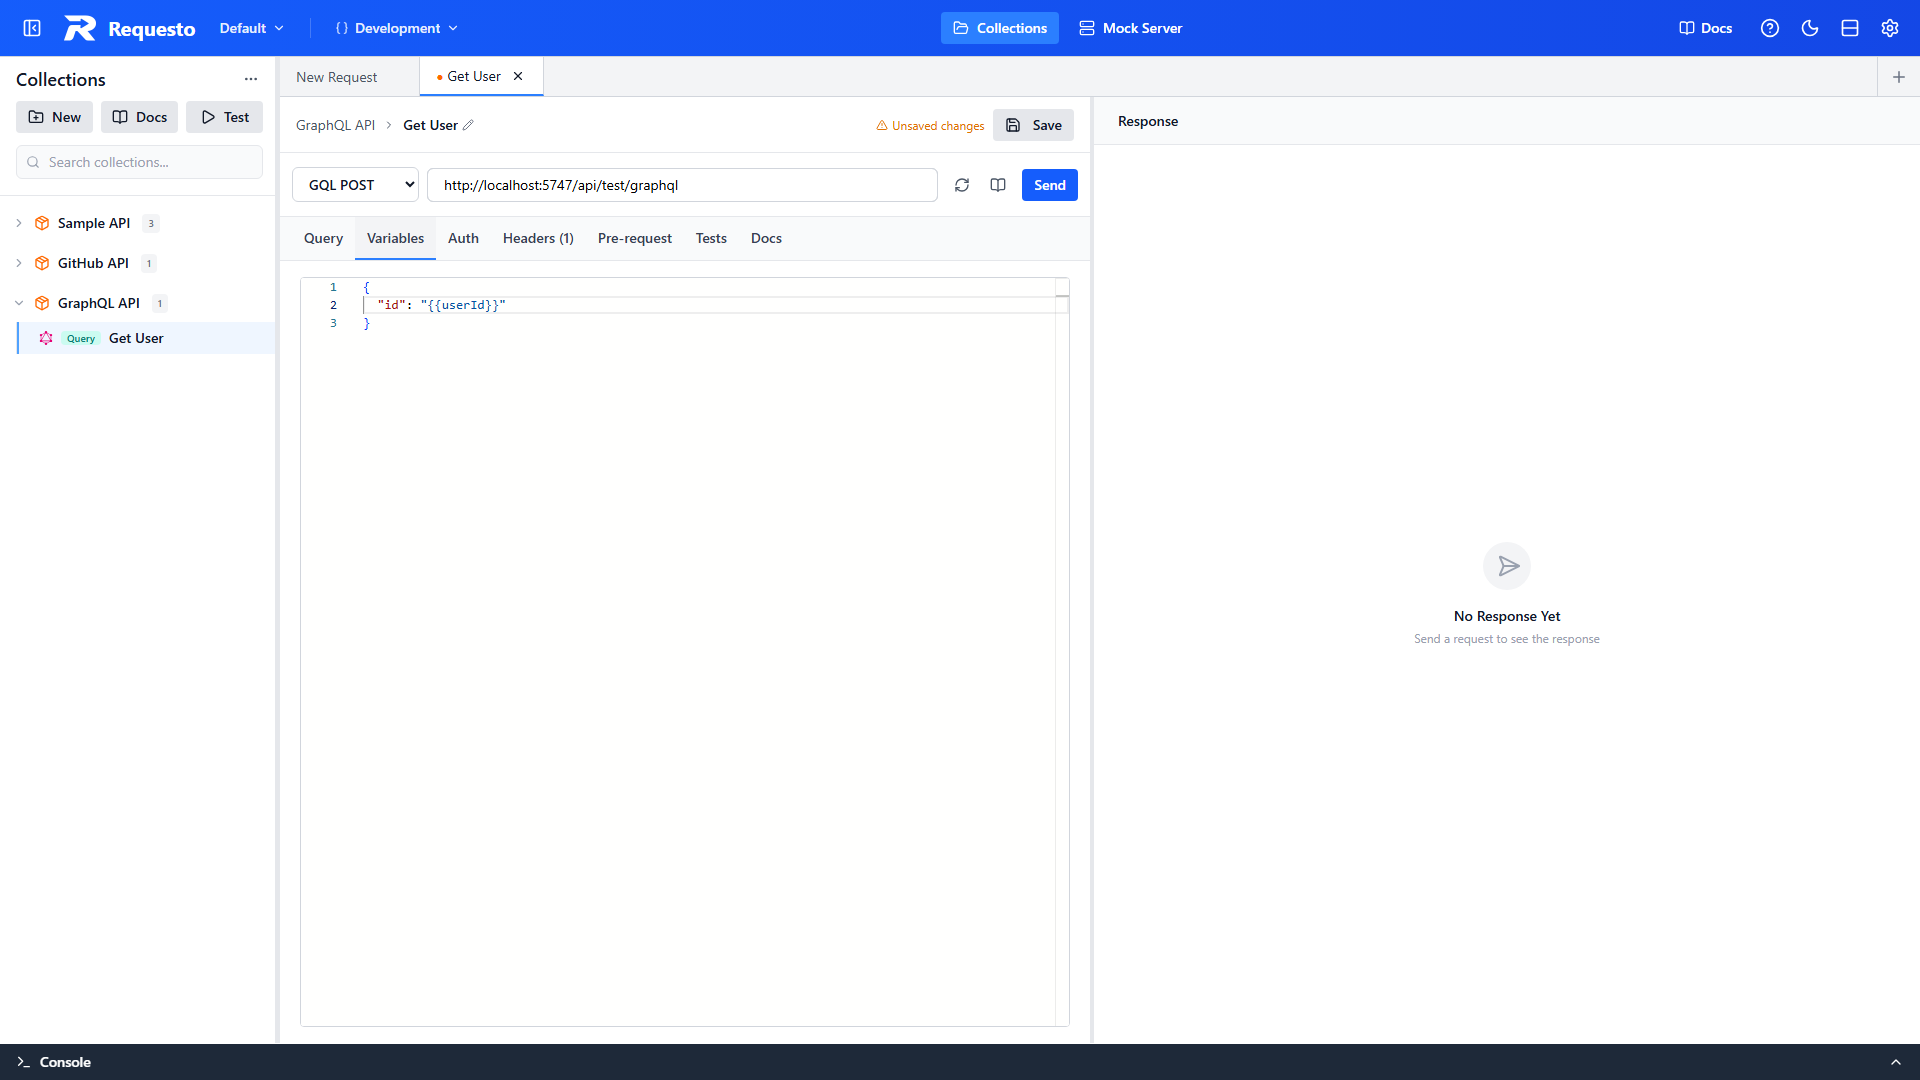 Requesto
Default
{ } Development
Collections
Mock Server
Docs
Collections
New
Docs
Test
Search collections...
Sample API 3
GitHub API 1
GraphQL API 1
Query Get User
New Request
Get User
GraphQL API
Get User
Unsaved changes
Save
GQL POST
http://localhost:5747/api/test/graphql
Send
Query
Variables
Auth
Headers (1)
Pre-request
Tests
Docs
1 {
2 "id": "{{userId}}"
3 }
Response
No Response Yet
Send a request to see the response
Console